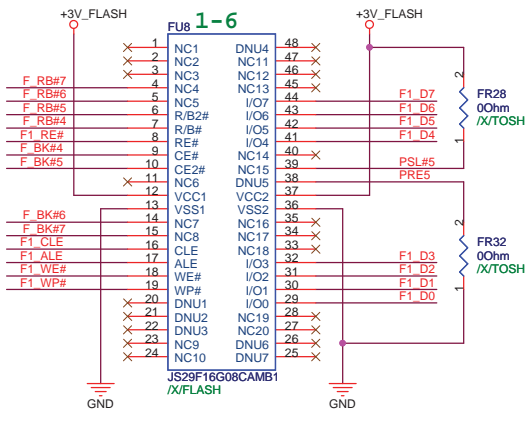 +3V_FLASH
FU8 1-6
+3V_FLASH
1 NC1 DNU4 48
2 NC2 NC11 47
3 NC3 NC12 46
F_RB#7 4 NC4 NC13 45
F_RB#6 5 NC5 I/O7 44 F1_D7
F_RB#5 6 R/B2# I/O6 43 F1_D6
F_RB#4 7 R/B# I/O5 42 F1_D5
F1_RE# 8 RE# I/O4 41 F1_D4
F_BK#4 9 CE# NC14 40
F_BK#5 10 CE2# NC15 39 PSL#5
11 NC6 DNU5 38 PRE5
12 VCC1 VCC2 37
13 VSS1 VSS2 36
F_BK#6 14 NC7 NC16 35
F_BK#7 15 NC8 NC17 34
F1_CLE 16 CLE NC18 33
F1_ALE 17 ALE I/O3 32 F1_D3
F1_WE# 18 WE# I/O2 31 F1_D2
F1_WP# 19 WP# I/O1 30 F1_D1
20 DNU1 I/O0 29 F1_D0
21 DNU2 NC19 28
22 DNU3 NC20 27
23 NC9 DNU6 26
24 NC10 DNU7 25
JS29F16G08CAMB1
/X/FLASH
GND
GND
2
FR28
0Ohm
/X/TOSH
1
2
FR32
0Ohm
/X/TOSH
1